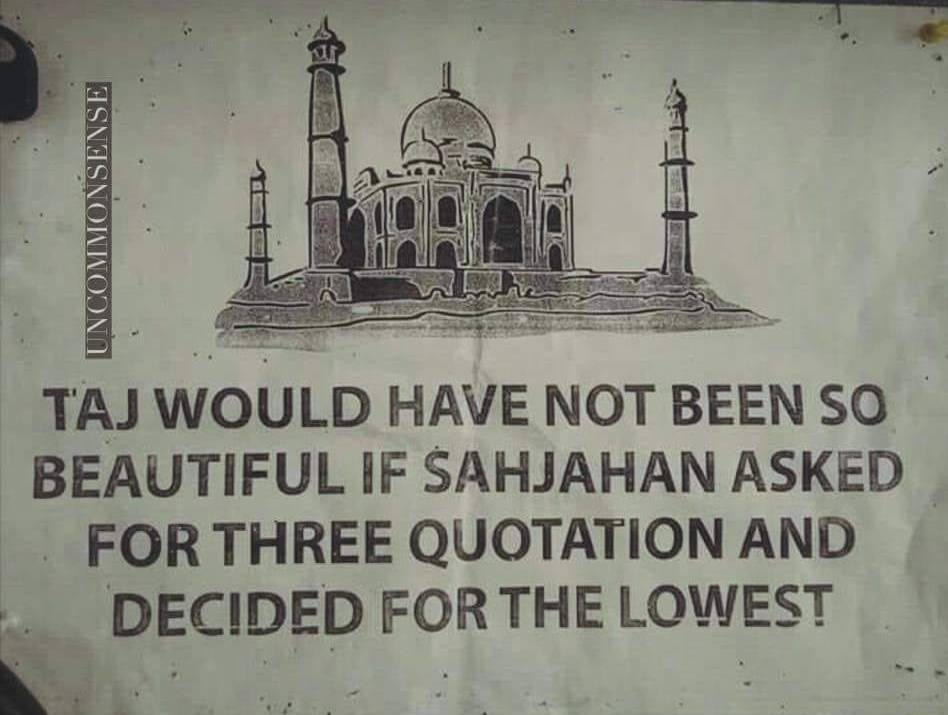 UNCOMMONSENSE
TAJ WOULD HAVE NOT BEEN SO
BEAUTIFUL IF SAHJAHAN ASKED
FOR THREE QUOTATION AND
DECIDED FOR THE LOWEST